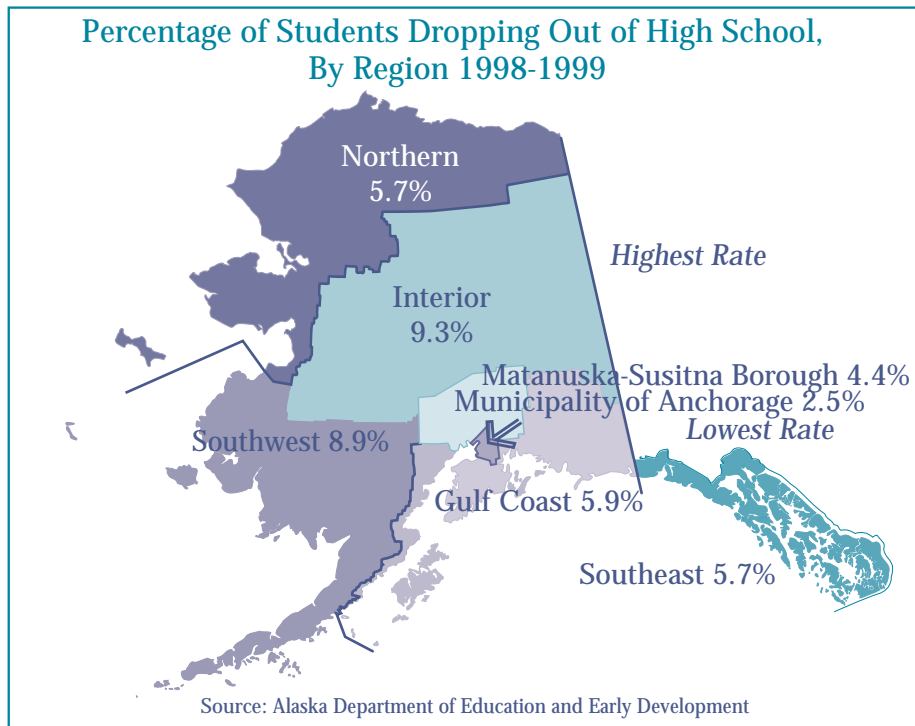 Percentage of Students Dropping Out of High School,
By Region 1998-1999
Northern
5.7%
Highest Rate
Interior
9.3%
Matanuska-Susitna Borough 4.4%
Municipality of Anchorage 2.5%
Lowest Rate
Southwest 8.9%
Gulf Coast 5.9%
Southeast 5.7%
Source: Alaska Department of Education and Early Development